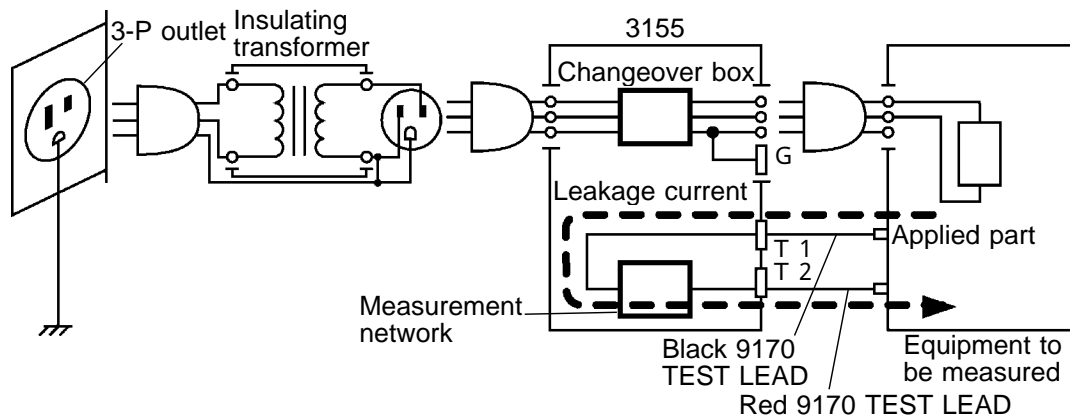 3-P outlet
Insulating
transformer
3155
Changeover box
G
Leakage current
T 1
T 2
Applied part
Measurement
network
Black 9170
TEST LEAD
Red 9170 TEST LEAD
Equipment to
be measured